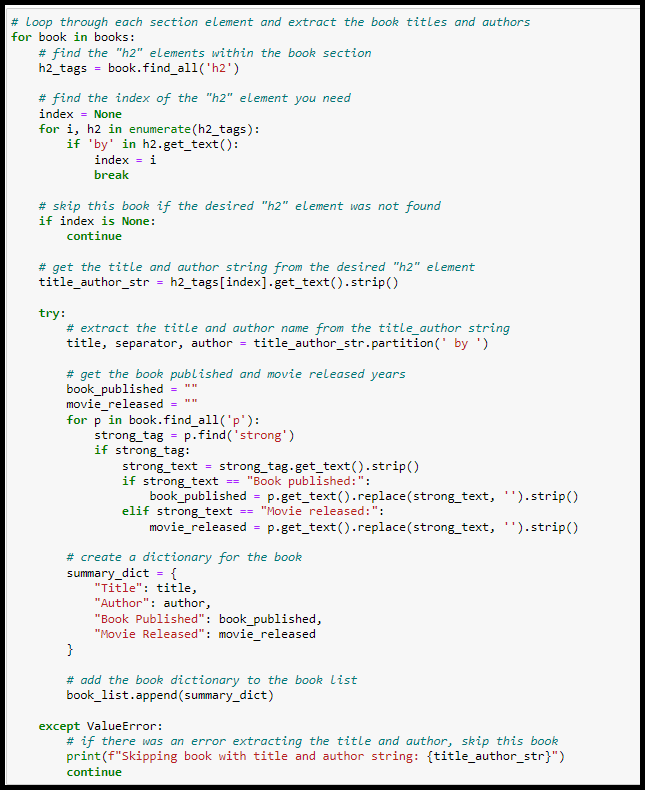 # loop through each section element and extract the book titles and authors
for book in books:
    # find the "h2" elements within the book section
    h2_tags = book.find_all('h2')

    # find the index of the "h2" element you need
    index = None
    for i, h2 in enumerate(h2_tags):
        if 'by' in h2.get_text():
            index = i
            break

    # skip this book if the desired "h2" element was not found
    if index is None:
        continue

    # get the title and author string from the desired "h2" element
    title_author_str = h2_tags[index].get_text().strip()

    try:
        # extract the title and author name from the title_author string
        title, separator, author = title_author_str.partition(' by ')

        # get the book published and movie released years
        book_published = ""
        movie_released = ""
        for p in book.find_all('p'):
            strong_tag = p.find('strong')
            if strong_tag:
                strong_text = strong_tag.get_text().strip()
                if strong_text == "Book published:":
                    book_published = p.get_text().replace(strong_text, '').strip()
                elif strong_text == "Movie released:":
                    movie_released = p.get_text().replace(strong_text, '').strip()

        # create a dictionary for the book
        summary_dict = {
            "Title": title,
            "Author": author,
            "Book Published": book_published,
            "Movie Released": movie_released
        }

        # add the book dictionary to the book list
        book_list.append(summary_dict)

    except ValueError:
        # if there was an error extracting the title and author, skip this book
        print(f"Skipping book with title and author string: {title_author_str}")
        continue